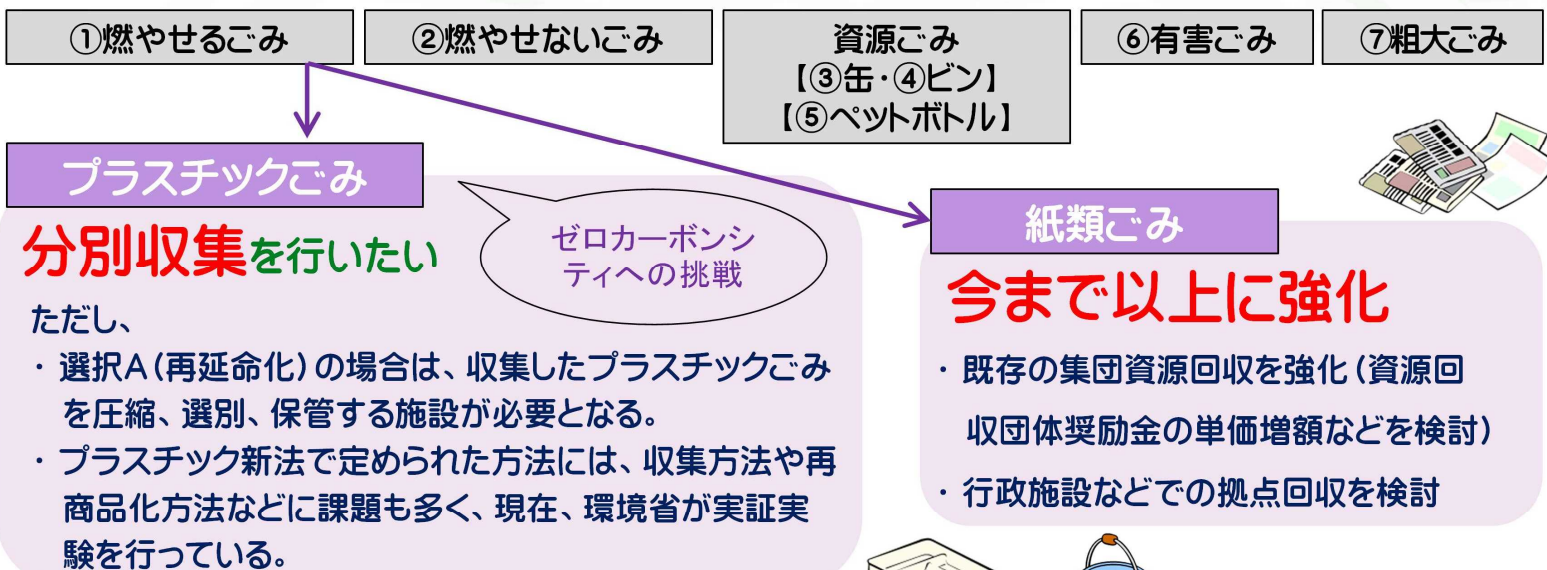 ①燃やせるごみ
②燃やせないごみ
資源ごみ
【③缶・④ビン】
【⑤ペットボトル】
⑥有害ごみ
⑦粗大ごみ
プラスチックごみ
分別収集を行いたい
ゼロカーボンシ
ティへの挑戦
ただし、
・選択A(再延命化)の場合は、収集したプラスチックごみ
を圧縮、選別、保管する施設が必要となる。
・プラスチック新法で定められた方法には、収集方法や再
商品化方法などに課題も多く、現在、環境省が実証実
験を行っている。
紙類ごみ
今まで以上に強化
・既存の集団資源回収を強化(資源回
収団体奨励金の単価増額などを検討)
・行政施設などでの拠点回収を検討